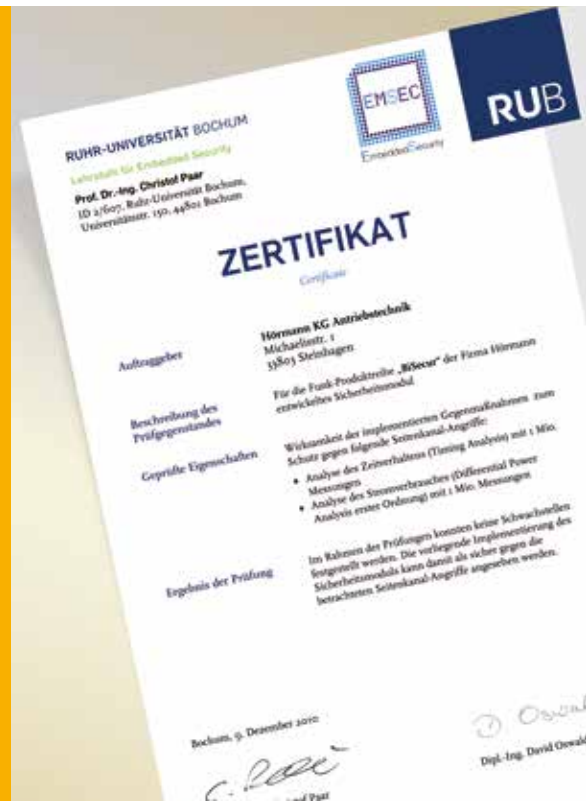 RUHR-UNIVERSITÄT BOCHUM
Lehrstuhl für Embedded Security
Prof. Dr.-Ing. Christof Paar
ID 2/607, Ruhr-Universität Bochum,
Universitätsstr. 150, 44801 Bochum
EMSEC
EmbeddedSecurity
RUB
ZERTIFIKAT
Certificate
Auftraggeber
Hörmann KG Antriebstechnik
Michaelisstr. 1
33803 Steinhagen
Beschreibung des
Prüfgegenstandes
Für die Funk-Produktreihe „BiSecur“ der Firma Hörmann
entwickeltes Sicherheitsmodul
Geprüfte Eigenschaften
Wirksamkeit der implementierten Gegenmaßnahmen zum
Schutz gegen folgende Seitenkanal-Angriffe:
• Analyse des Zeitverhaltens (Timing Analysis) mit 1 Mio.
Messungen
• Analyse des Stromverbrauches (Differential Power
Analysis erster Ordnung) mit 1 Mio. Messungen
Ergebnis der Prüfung
Im Rahmen der Prüfungen konnten keine Schwachstellen
festgestellt werden. Die vorliegende Implementierung des
Sicherheitsmoduls kann damit als sicher gegen die
betrachteten Seitenkanal-Angriffe angesehen werden.
Bochum, 9. Dezember 2010
Paar
Dipl.-Ing. David Oswald